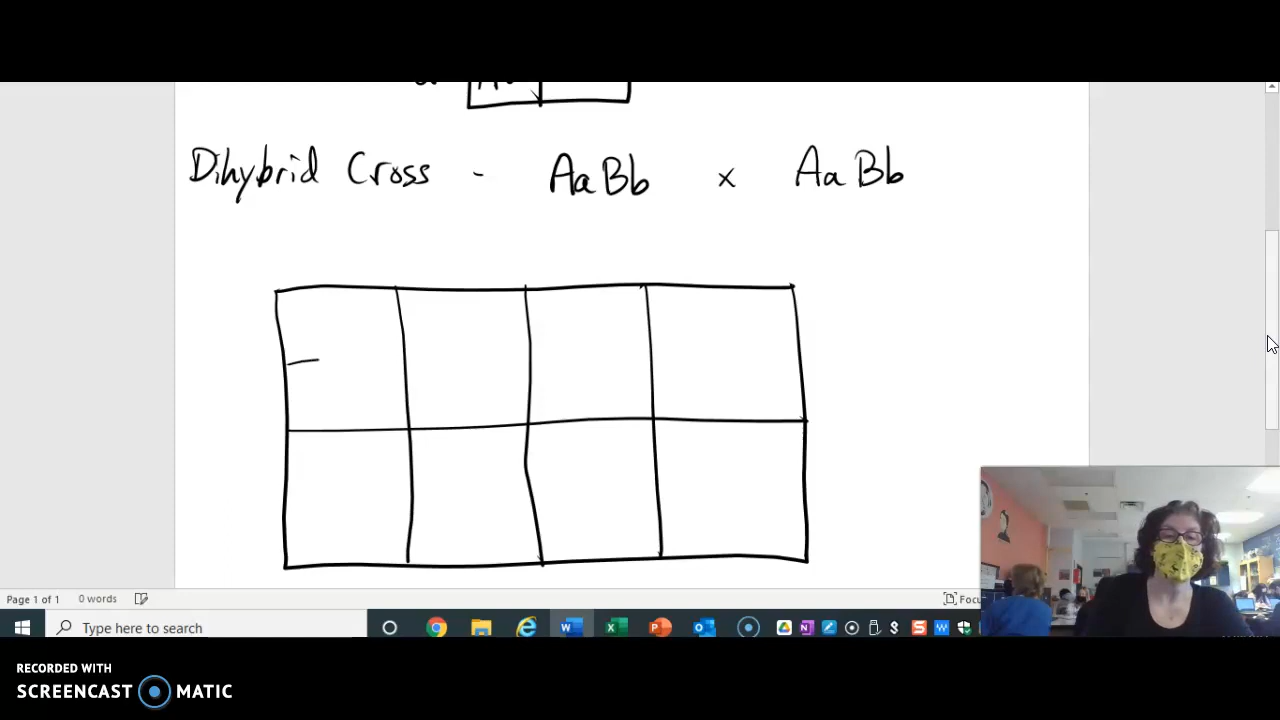 Dihybrid Cross - AaBb x AaBb
Page 1 of 1 0 words
Type here to search
RECORDED WITH
SCREENCAST MATIC